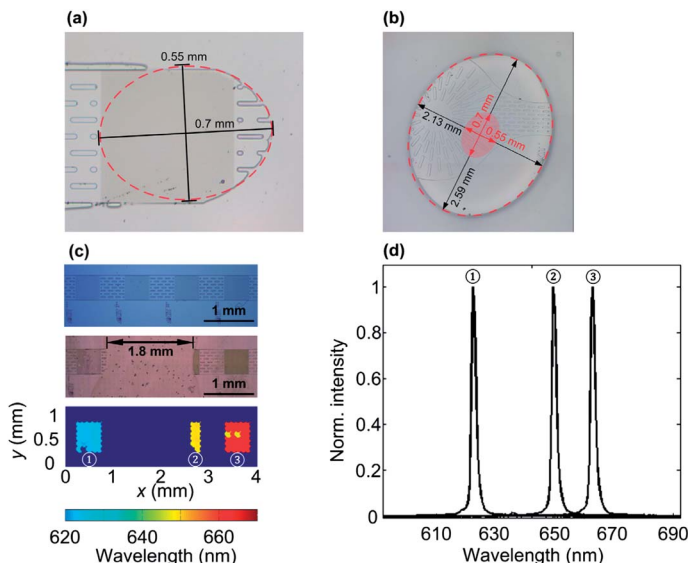 (a)
0.55 mm
0.7 mm
(b)
0.7 mm
0.55 mm
2.13 mm
2.59 mm
(c)
1 mm
1.8 mm
1 mm
y (mm)
1
0.5
0
① ② ③
0 1 2 3 4
x (mm)
620 640 660
Wavelength (nm)
(d)
① ② ③
Norm. intensity
1
0.8
0.6
0.4
0.2
0
610 630 650 670 690
Wavelength (nm)